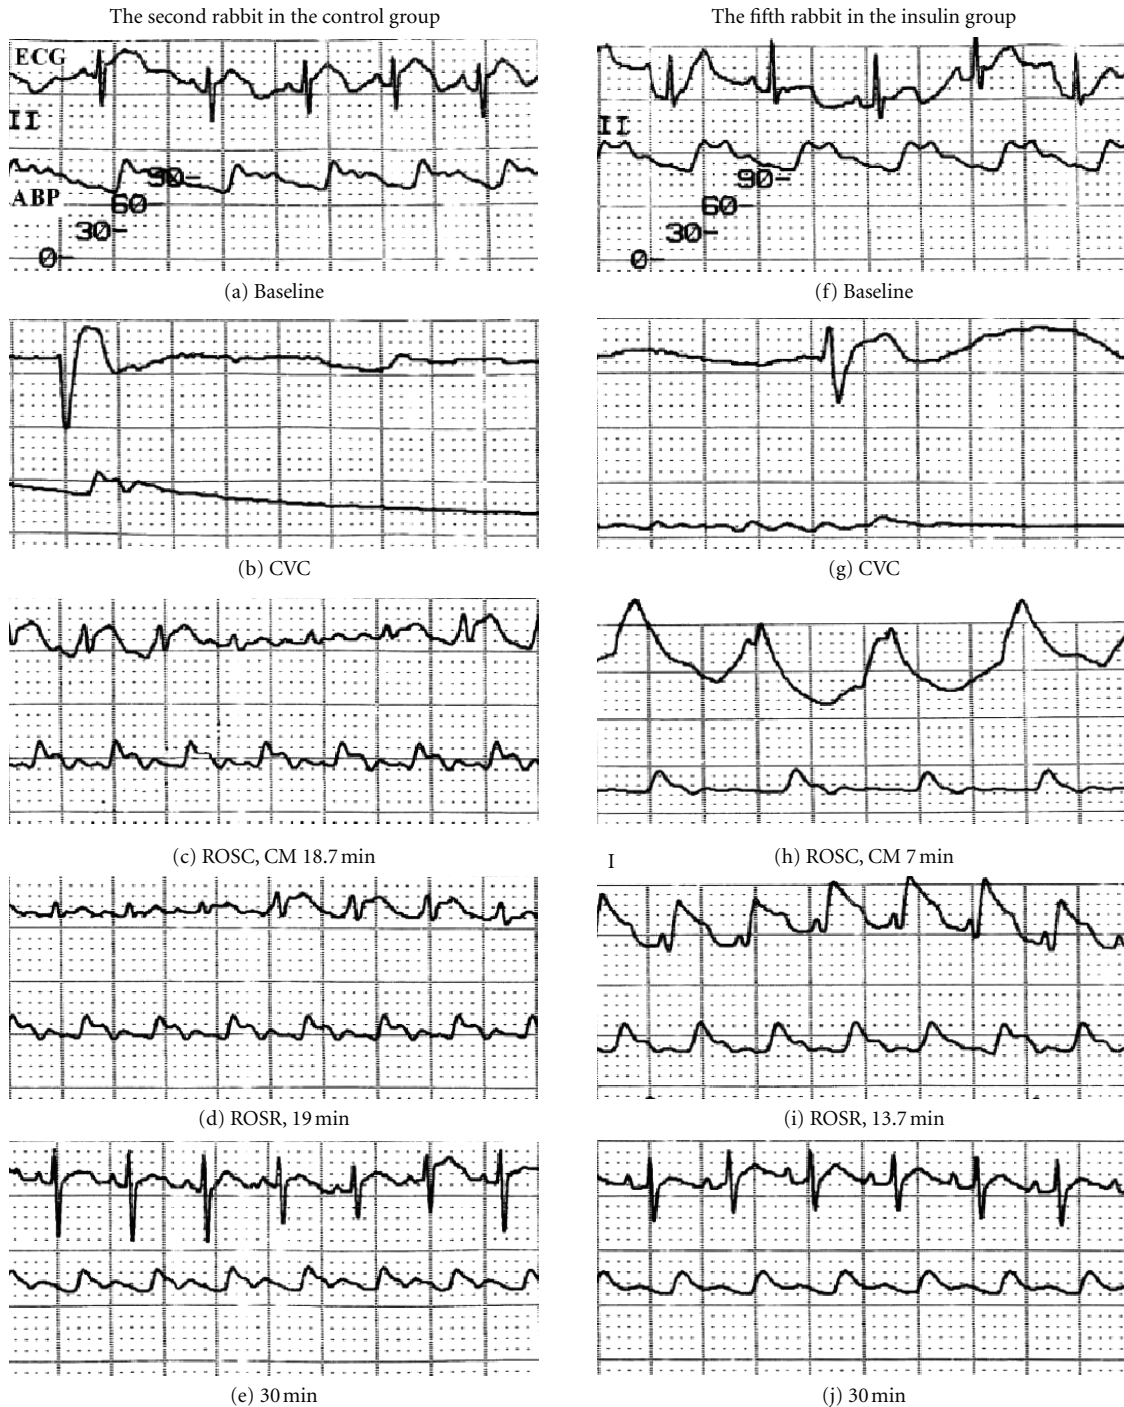 The second rabbit in the control group
ECG
II
ABP
90-
60-
30-
0-
(a) Baseline
(b) CVC
(c) ROSC, CM 18.7 min
(d) ROSR, 19 min
(e) 30 min
The fifth rabbit in the insulin group
II
90-
60-
30-
0-
(f) Baseline
(g) CVC
(h) ROSC, CM 7 min
I
(i) ROSR, 13.7 min
(j) 30 min